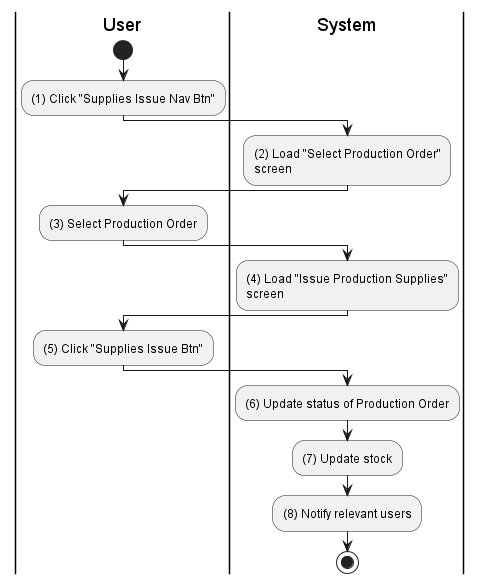 User
System
(1) Click "Supplies Issue Nav Btn"
(2) Load "Select Production Order"
screen
(3) Select Production Order
(4) Load "Issue Production Supplies"
screen
(5) Click "Supplies Issue Btn"
(6) Update status of Production Order
(7) Update stock
(8) Notify relevant users